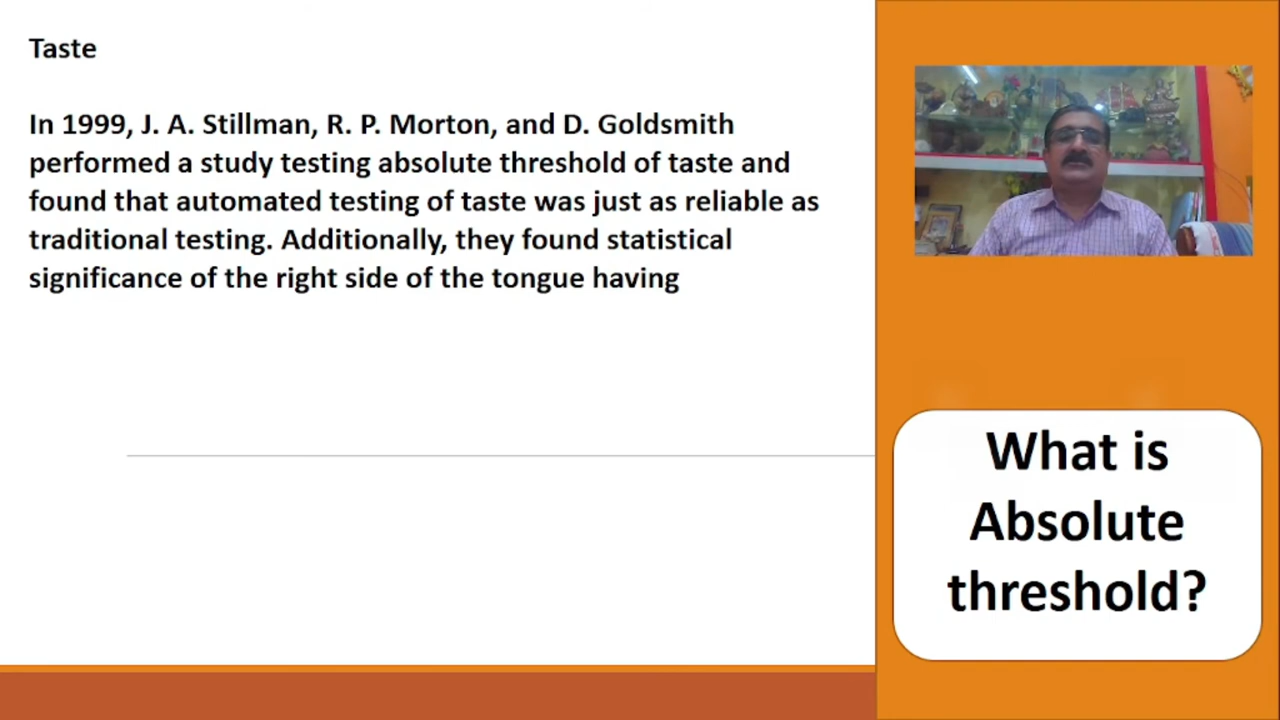 Taste
In 1999, J. A. Stillman, R. P. Morton, and D. Goldsmith
performed a study testing absolute threshold of taste and
found that automated testing of taste was just as reliable as
traditional testing. Additionally, they found statistical
significance of the right side of the tongue having
What is
Absolute
threshold?